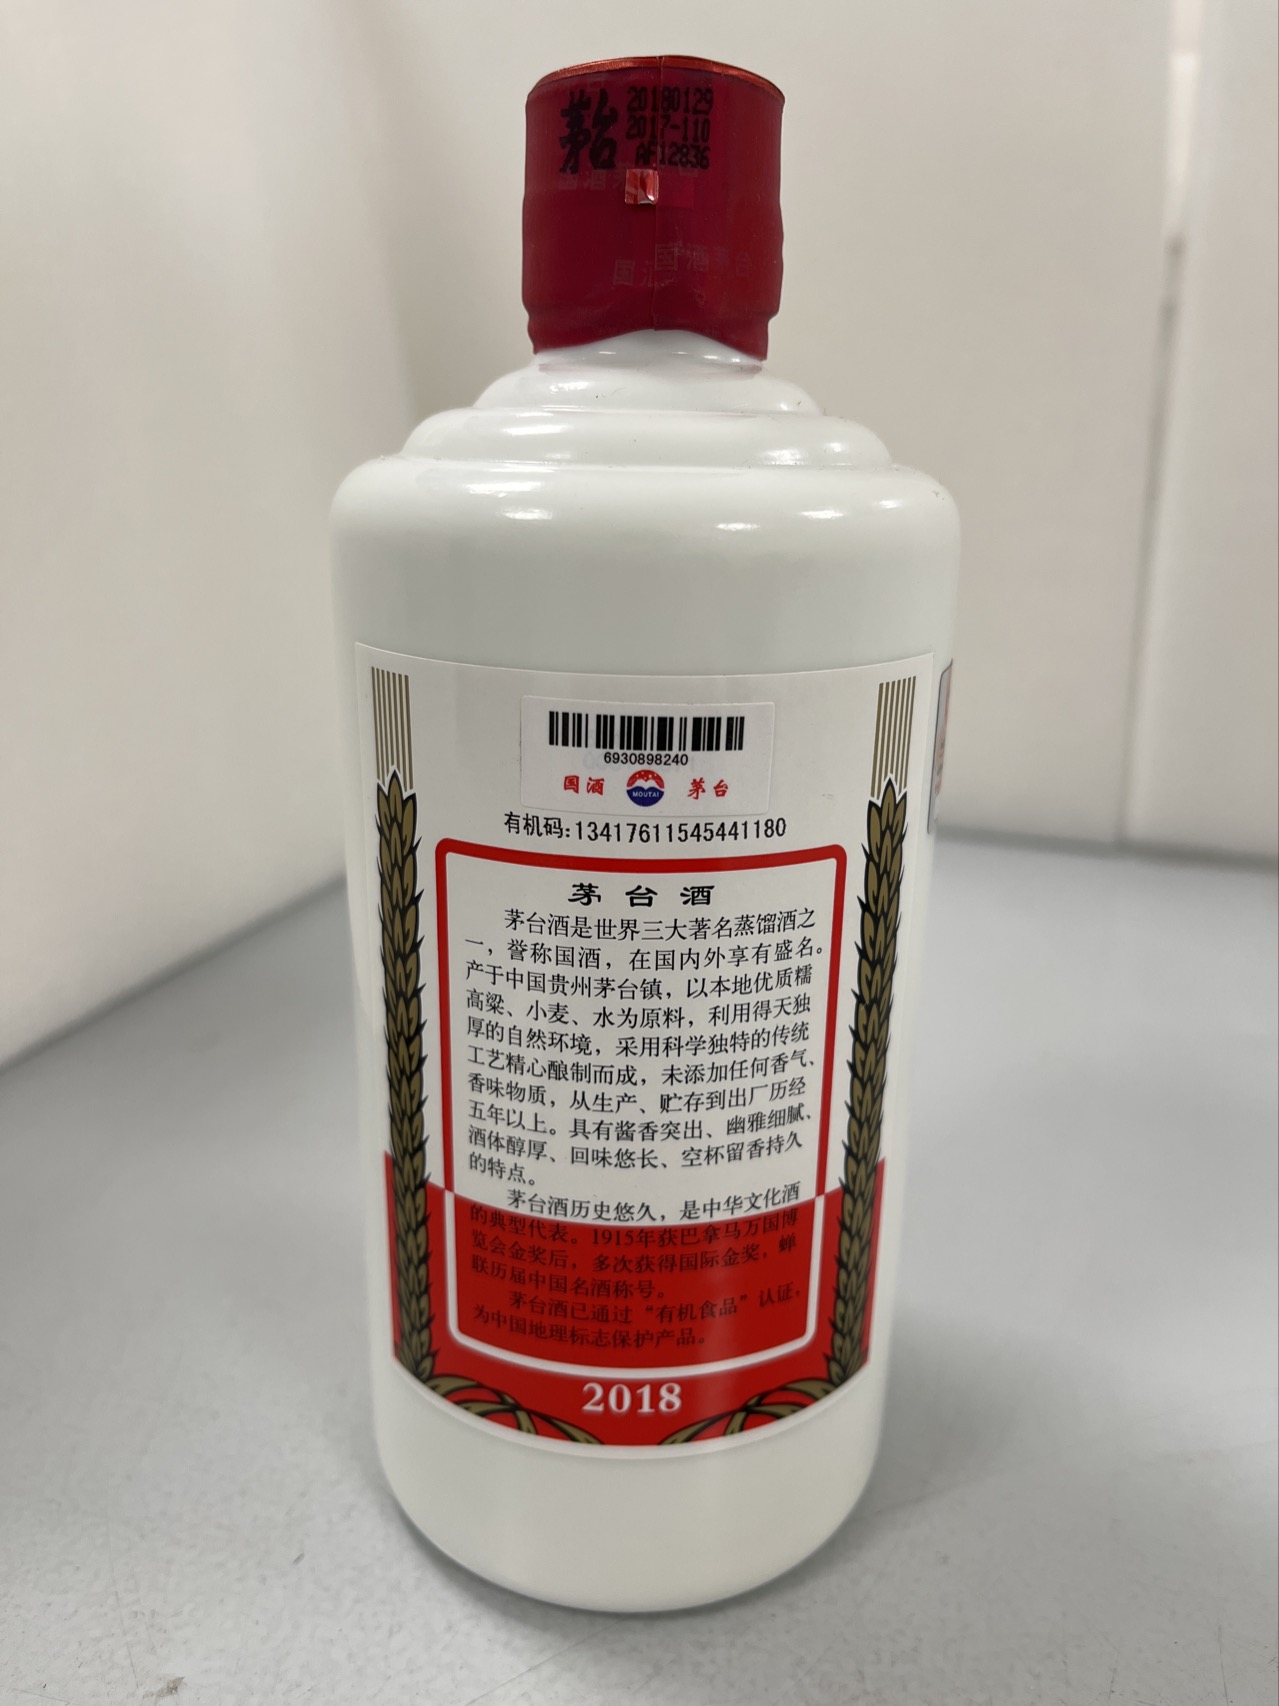 茅台
20180129
2017-110
AF12836
国酒茅台
6930898240
国酒
MOUTAI
茅台
有机码:13417611545441180
茅台酒
茅台酒是世界三大著名蒸馏酒之
一，誉称国酒，在国内外享有盛名。
产于中国贵州茅台镇，以本地优质糯
高粱、小麦、水为原料，利用得天独
厚的自然环境，采用科学独特的传统
工艺精心酿制而成，未添加任何香气、
香味物质，从生产、贮存到出厂历经
五年以上。具有酱香突出、幽雅细腻、
酒体醇厚、回味悠长、空杯留香持久
的特点。
茅台酒历史悠久，是中华文化酒
的典型代表。1915年获巴拿马万国博
览会金奖后，多次获得国际金奖，蝉
联历届中国名酒称号。
茅台酒已通过“有机食品”认证，
为中国地理标志保护产品。
2018